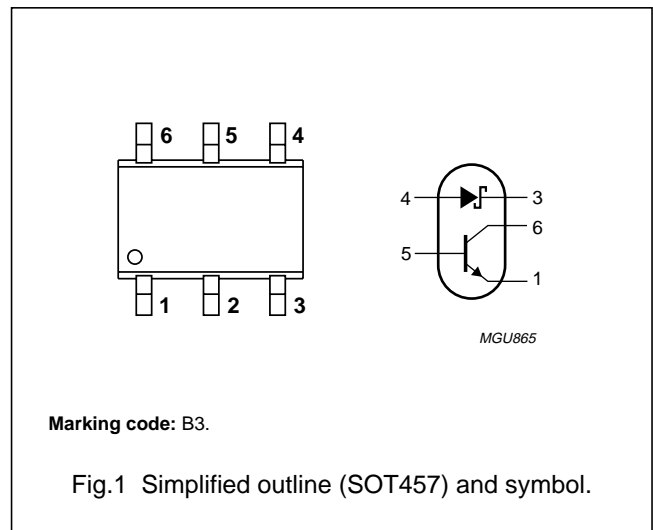 6 5 4
1 2 3
4 3
6
5
1
MGU865
Marking code: B3.
Fig.1 Simplified outline (SOT457) and symbol.